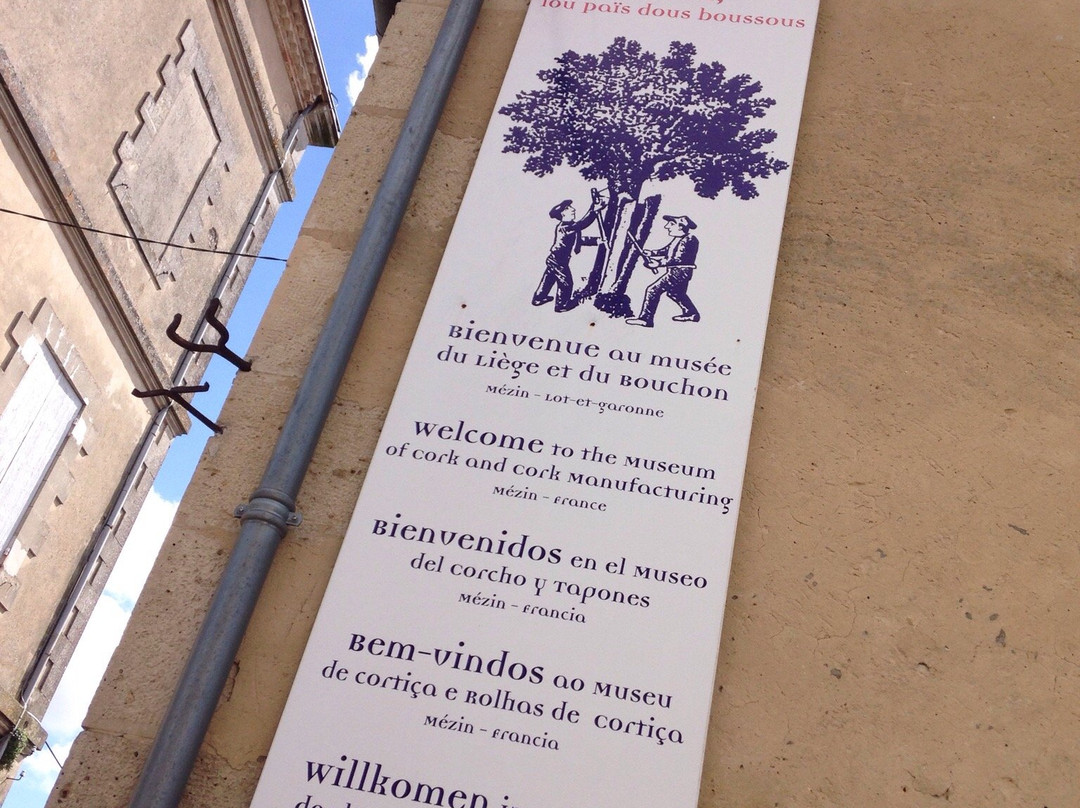 lou païs dous boussous
Bienvenue au musée
du Liège et du Bouchon
Mézin - Lot-et-Garonne
Welcome to the Museum
of cork and cork Manufacturing
Mézin - France
Bienvenidos en el Museo
del Corcho y Tapones
Mézin - Francia
Bem-vindos ao Museu
de cortiça e Rolhas de cortiça
Mézin - Francia
Willkomen